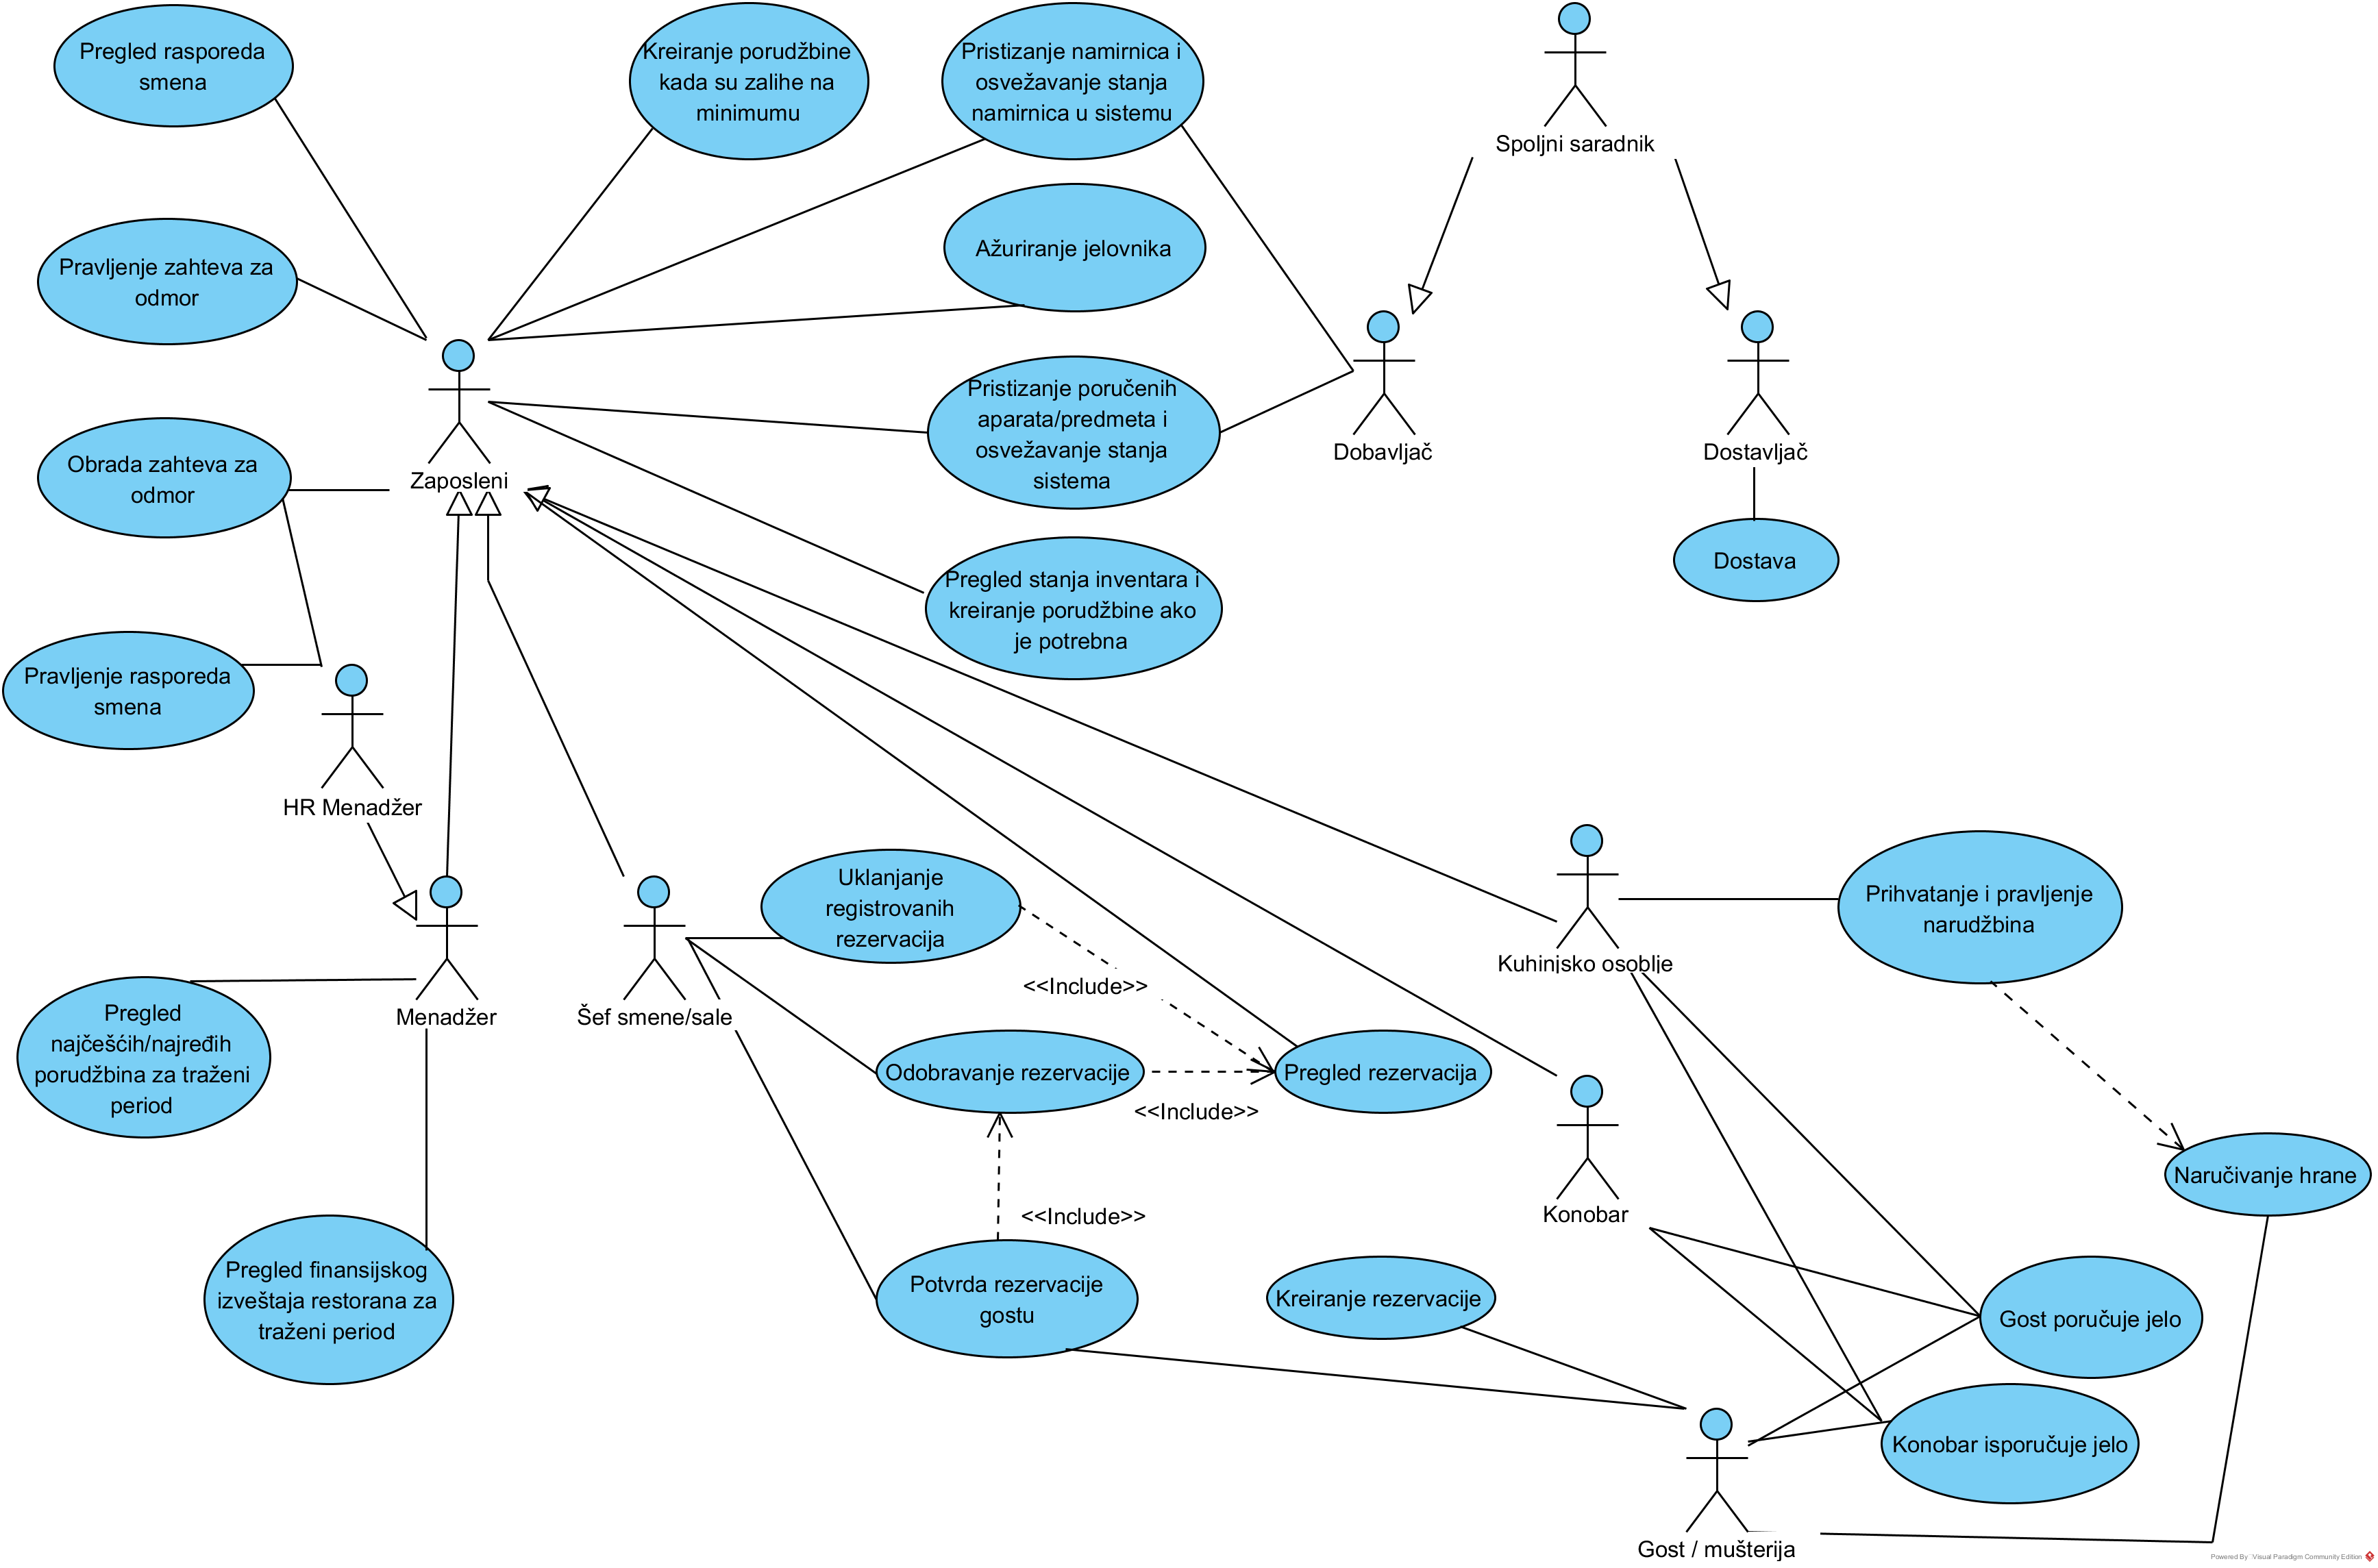 Pregled rasporeda
smena
Kreiranje porudžbine
kada su zalihe na
minimumu
Pristizanje namirnica i
osvežavanje stanja
namirnica u sistemu
Spoljni saradnik
Ažuriranje jelovnika
Pravljenje zahteva za
odmor
Pristizanje poručenih
aparata/predmeta i
osvežavanje stanja
sistema
Dobavljač
Dostavljač
Obrada zahteva za
odmor
Zaposleni
Dostava
Pregled stanja inventara i
kreiranje porudžbine ako
je potrebna
Pravljenje rasporeda
smena
HR Menadžer
Uklanjanje
registrovanih
rezervacija
Prihvatanje i pravljenje
narudžbina
Kuhinjsko osoblje
<<Include>>
Pregled
najčešćih/najređih
porudžbina za traženi
period
Menadžer
Šef smene/sale
Odobravanje rezervacije
Pregled rezervacija
<<Include>>
Naručivanje hrane
Konobar
<<Include>>
Pregled finansijskog
izveštaja restorana za
traženi period
Potvrda rezervacije
gostu
Kreiranje rezervacije
Gost poručuje jelo
Konobar isporučuje jelo
Gost / mušterija
Powered By: Visual Paradigm Community Edition